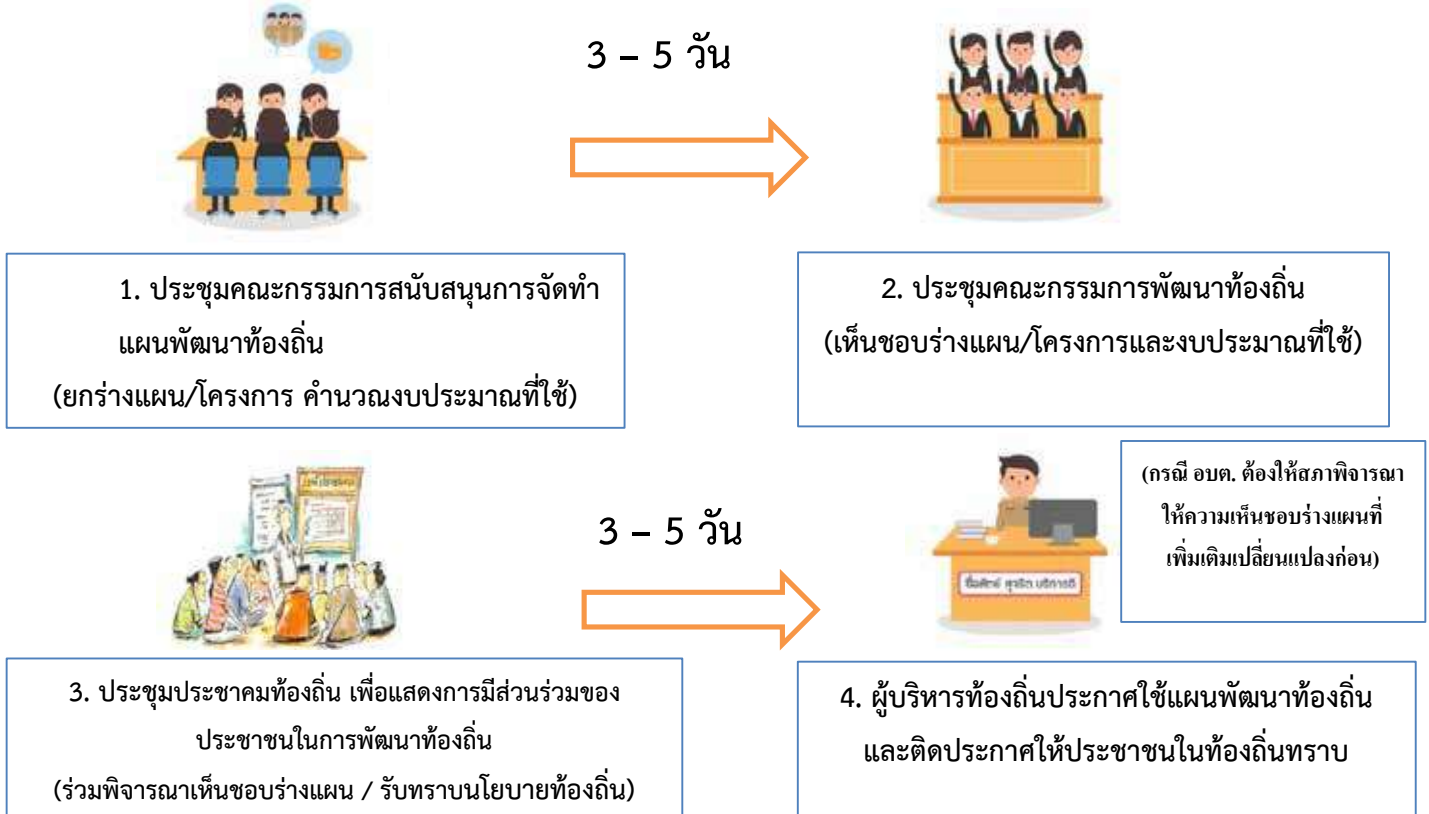 3 – 5 วัน
1. ประชุมคณะกรรมการสนับสนุนการจัดทำ
แผนพัฒนาท้องถิ่น
(ยกร่างแผน/โครงการ คำนวณงบประมาณที่ใช้)
2. ประชุมคณะกรรมการพัฒนาท้องถิ่น
(เห็นชอบร่างแผน/โครงการและงบประมาณที่ใช้)
3 – 5 วัน
ซื่อสัตย์ สุจริต บริการดี
(กรณี อบต. ต้องให้สภาพิจารณา
ให้ความเห็นชอบร่างแผนที่
เพิ่มเติมเปลี่ยนแปลงก่อน)
3. ประชุมประชาคมท้องถิ่น เพื่อแสดงการมีส่วนร่วมของ
ประชาชนในการพัฒนาท้องถิ่น
(ร่วมพิจารณาเห็นชอบร่างแผน / รับทราบนโยบายท้องถิ่น)
4. ผู้บริหารท้องถิ่นประกาศใช้แผนพัฒนาท้องถิ่น
และติดประกาศให้ประชาชนในท้องถิ่นทราบ